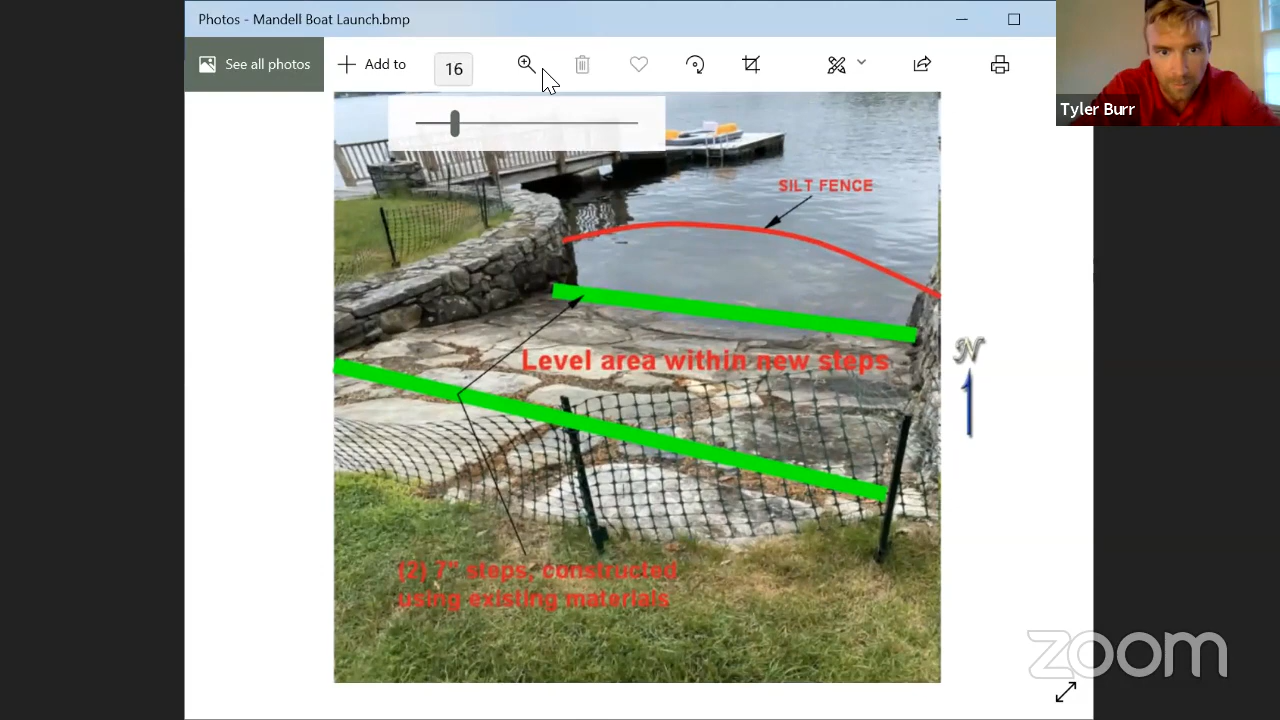 Photos - Mandell Boat Launch.bmp
See all photos
Add to
16
Tyler Burr
SILT FENCE
Level area within new steps
N
(2) 7" steps, constructed
using existing materials
zoom